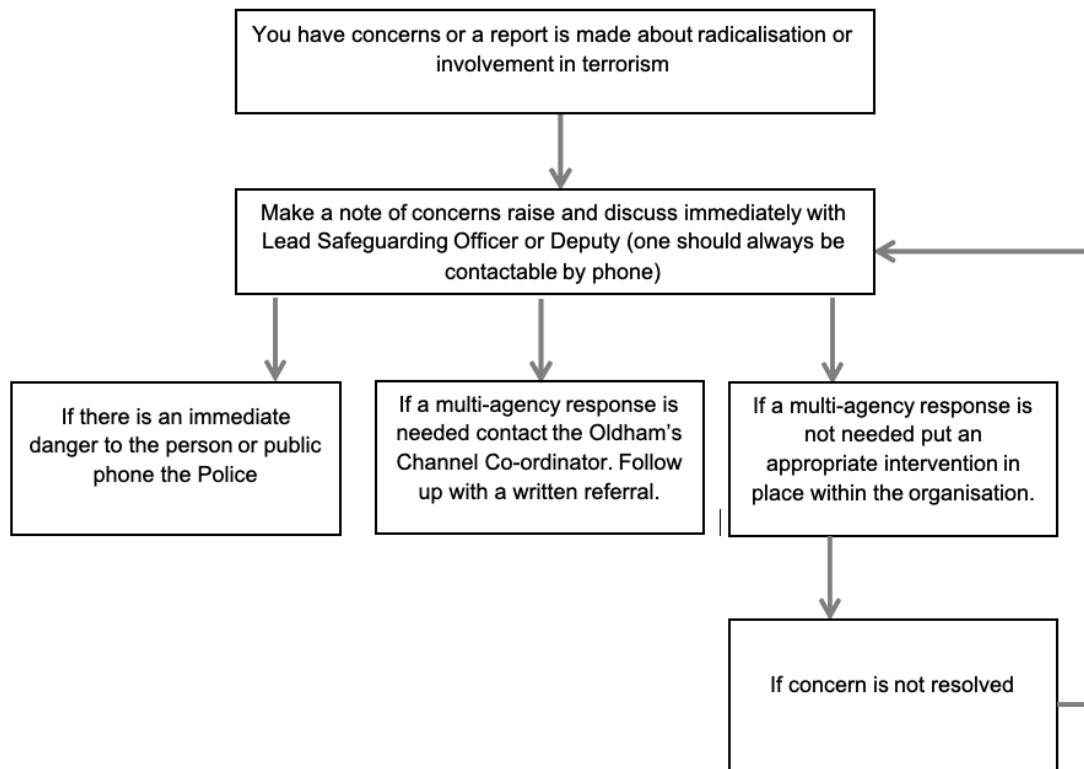 You have concerns or a report is made about radicalisation or
involvement in terrorism
Make a note of concerns raise and discuss immediately with
Lead Safeguarding Officer or Deputy (one should always be
contactable by phone)
If there is an immediate
danger to the person or public
phone the Police
If a multi-agency response is
needed contact the Oldham’s
Channel Co-ordinator. Follow
up with a written referral.
If a multi-agency response is
not needed put an
appropriate intervention in
place within the organisation.
If concern is not resolved